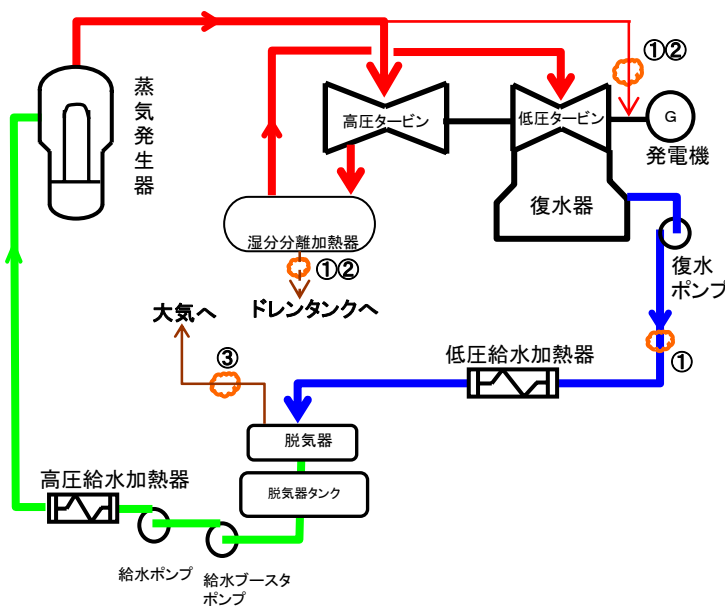 蒸気発生器
高圧タービン
低圧タービン
①②
G
発電機
復水器
湿分分離加熱器
①②
ドレンタンクへ
復水
ポンプ
大気へ
③
低圧給水加熱器
①
脱気器
脱気器タンク
高圧給水加熱器
給水ポンプ
給水ブースタ
ポンプ